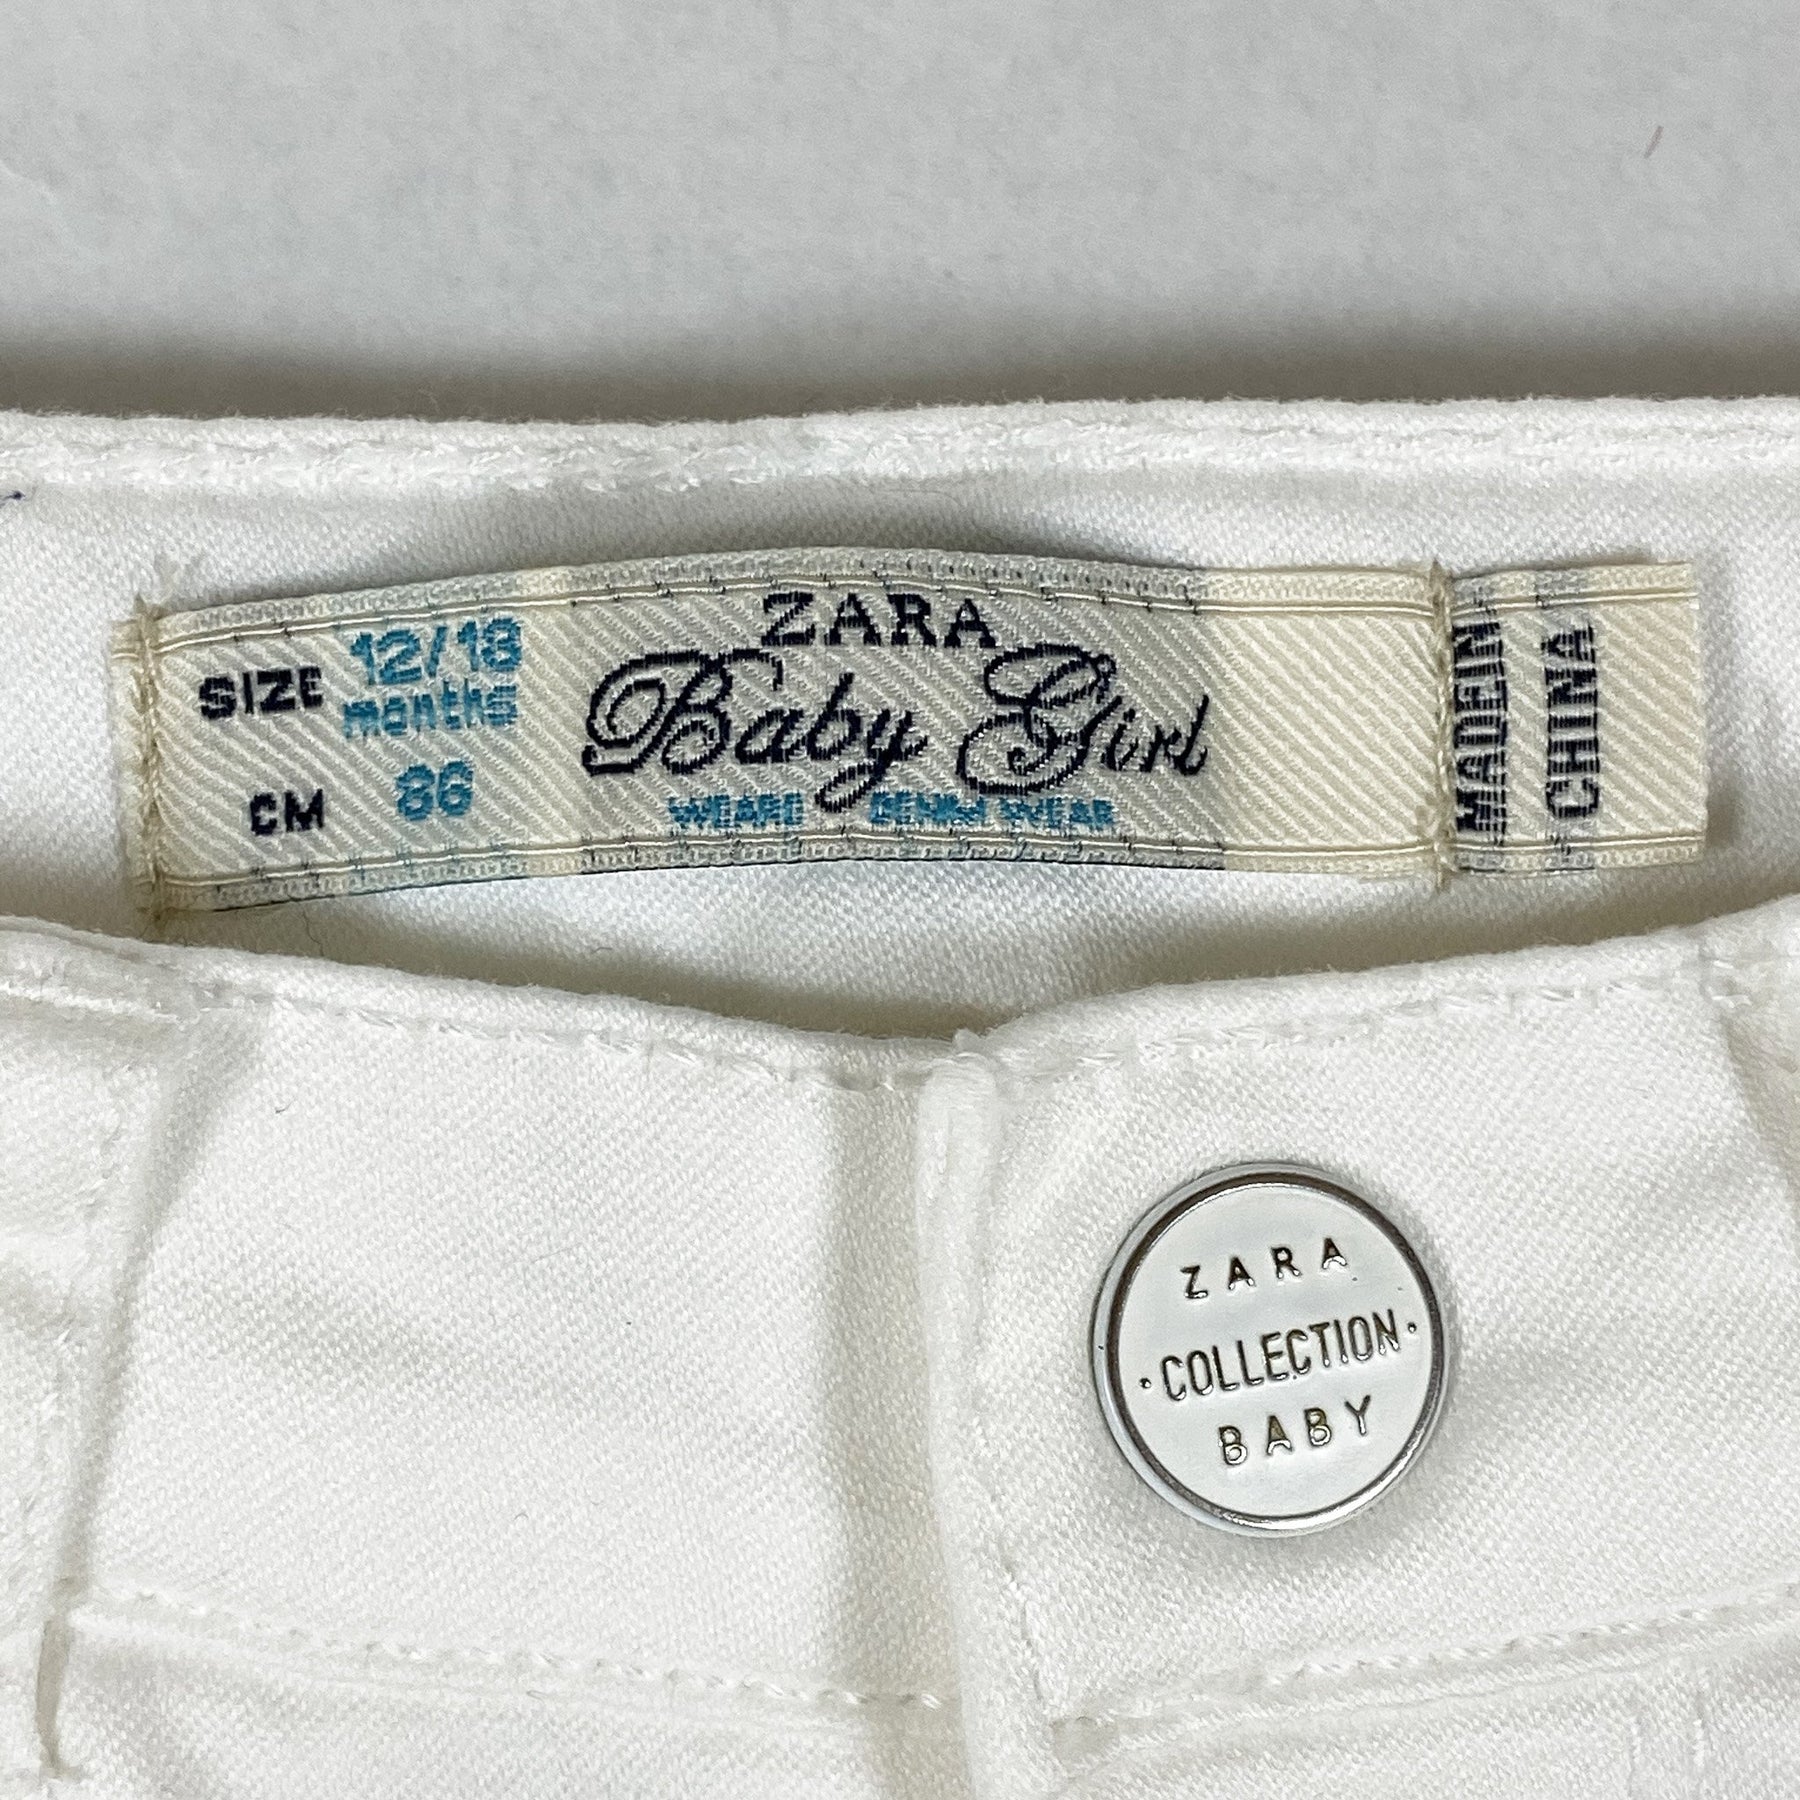 SIZE 12/18 months
CM 86
ZARA
Baby Girl
DENIM WEAR
MADE IN
CHINA
ZARA
·COLLECTION·
BABY